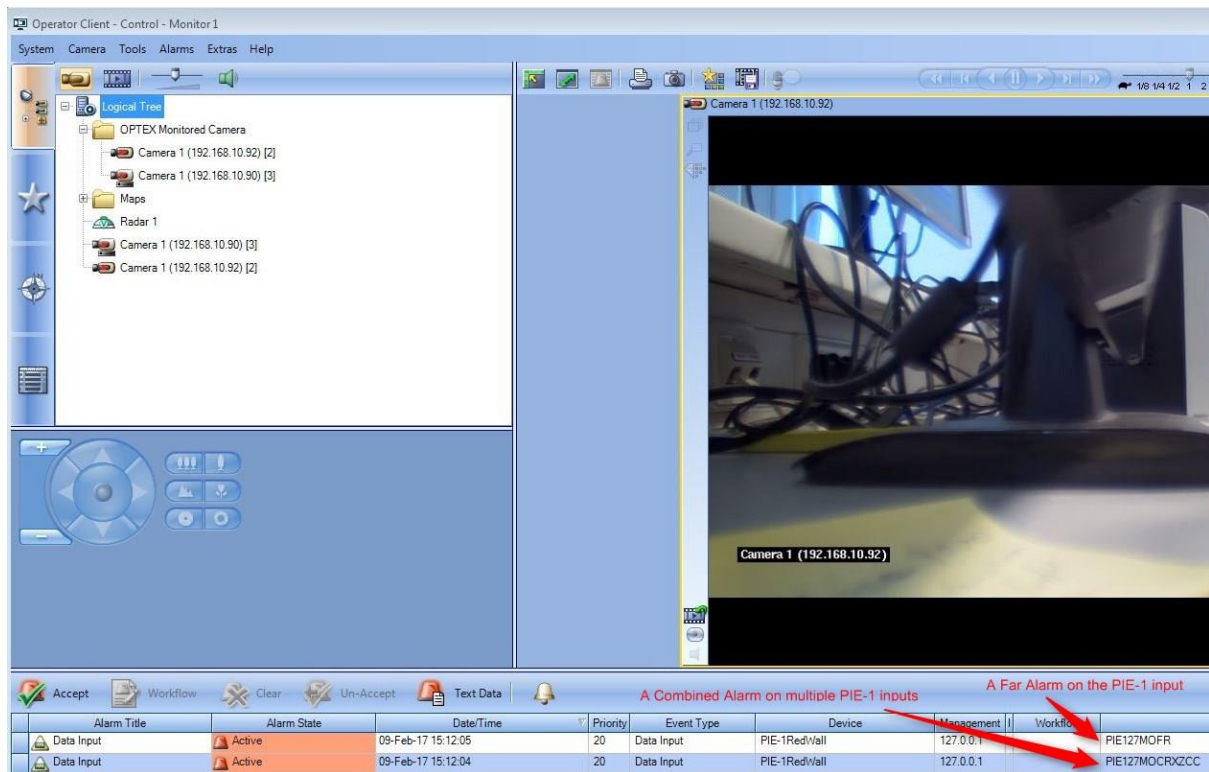 Operator Client - Control - Monitor 1
System Camera Tools Alarms Extras Help
1/8 1/4 1/2 1 2
Logical Tree
OPTEX Monitored Camera
Camera 1 (192.168.10.92) [2]
Camera 1 (192.168.10.90) [3]
Maps
Radar 1
Camera 1 (192.168.10.90) [3]
Camera 1 (192.168.10.92) [2]
Camera 1 (192.168.10.92)
Camera 1 (192.168.10.92)
Accept Workflow Clear Un-Accept Text Data
A Combined Alarm on multiple PIE-1 inputs
A Far Alarm on the PIE-1 input
Alarm Title Alarm State Date/Time Priority Event Type Device Management I
Data Input Active 09-Feb-17 15:12:05 20 Data Input PIE-1RedWall 127.0.0.1 PIE127MOFR
Data Input Active 09-Feb-17 15:12:04 20 Data Input PIE-1RedWall 127.0.0.1 PIE127MOCRXZCC